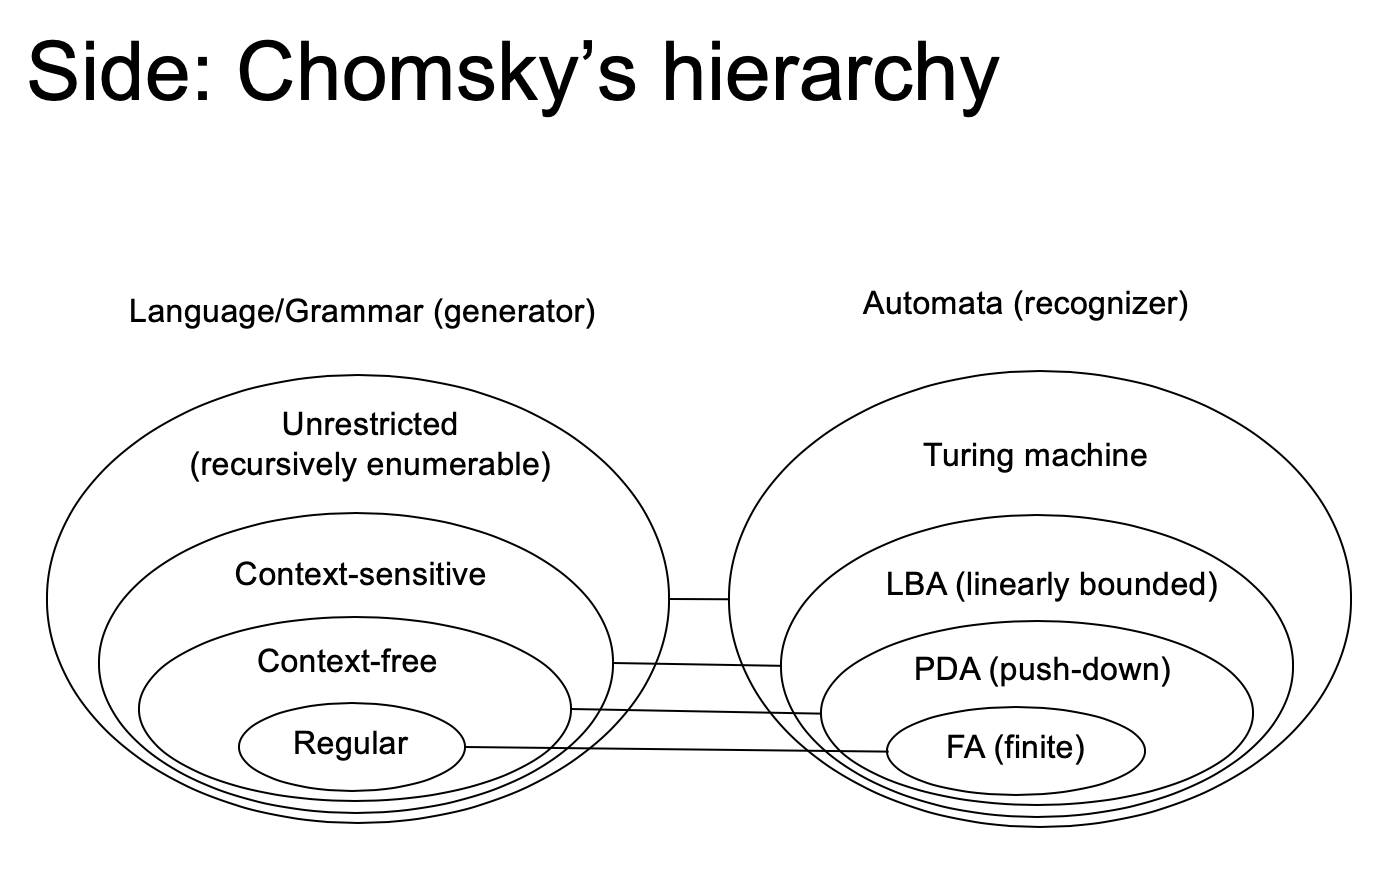 Side: Chomsky’s hierarchy
Language/Grammar (generator)
Unrestricted
(recursively enumerable)
Context-sensitive
Context-free
Regular
Automata (recognizer)
Turing machine
LBA (linearly bounded)
PDA (push-down)
FA (finite)